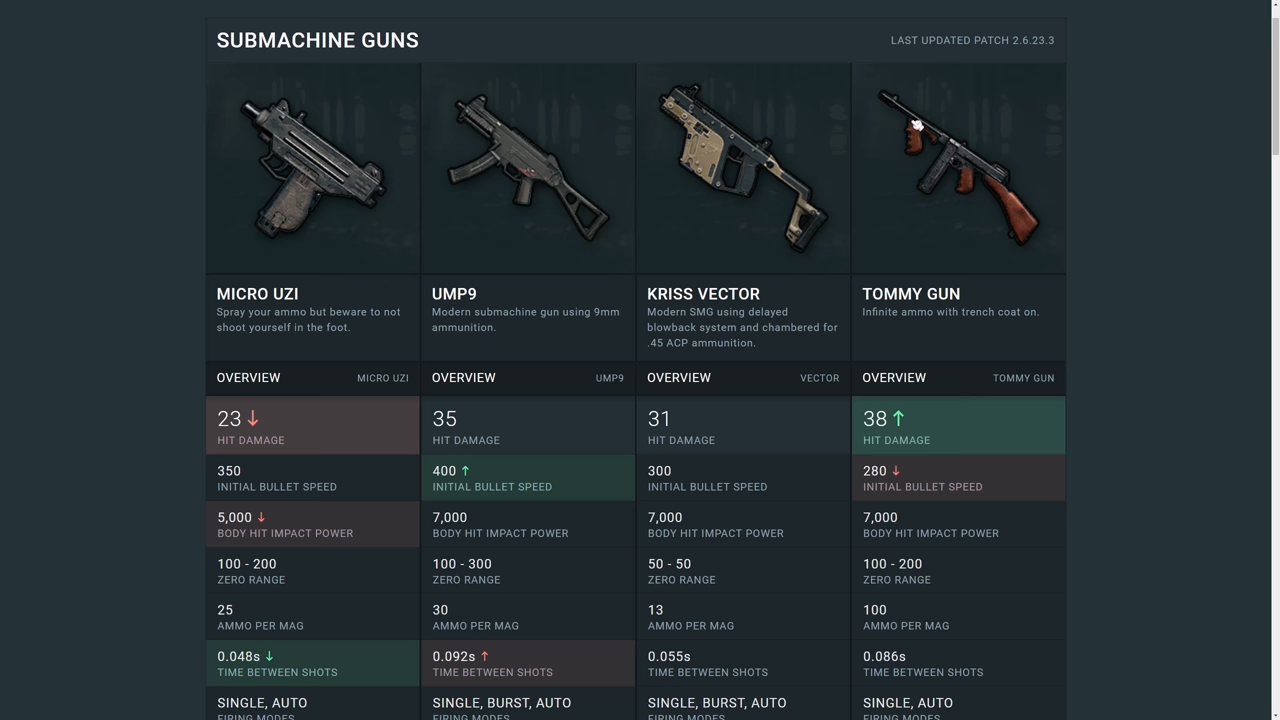 SUBMACHINE GUNS
LAST UPDATED PATCH 2.6.23.3
MICRO UZI
Spray your ammo but beware to not
shoot yourself in the foot.
UMP9
Modern submachine gun using 9mm
ammunition.
KRISS VECTOR
Modern SMG using delayed
blowback system and chambered for
.45 ACP ammunition.
TOMMY GUN
Infinite ammo with trench coat on.
OVERVIEW MICRO UZI
OVERVIEW UMP9
OVERVIEW VECTOR
OVERVIEW TOMMY GUN
23 ↓
HIT DAMAGE
35
HIT DAMAGE
31
HIT DAMAGE
38 ↑
HIT DAMAGE
350
INITIAL BULLET SPEED
400 ↑
INITIAL BULLET SPEED
300
INITIAL BULLET SPEED
280 ↓
INITIAL BULLET SPEED
5,000 ↓
BODY HIT IMPACT POWER
7,000
BODY HIT IMPACT POWER
7,000
BODY HIT IMPACT POWER
7,000
BODY HIT IMPACT POWER
100 - 200
ZERO RANGE
100 - 300
ZERO RANGE
50 - 50
ZERO RANGE
100 - 200
ZERO RANGE
25
AMMO PER MAG
30
AMMO PER MAG
13
AMMO PER MAG
100
AMMO PER MAG
0.048s ↓
TIME BETWEEN SHOTS
0.092s ↑
TIME BETWEEN SHOTS
0.055s
TIME BETWEEN SHOTS
0.086s
TIME BETWEEN SHOTS
SINGLE, AUTO
FIRING MODES
SINGLE, BURST, AUTO
FIRING MODES
SINGLE, BURST, AUTO
FIRING MODES
SINGLE, AUTO
FIRING MODES